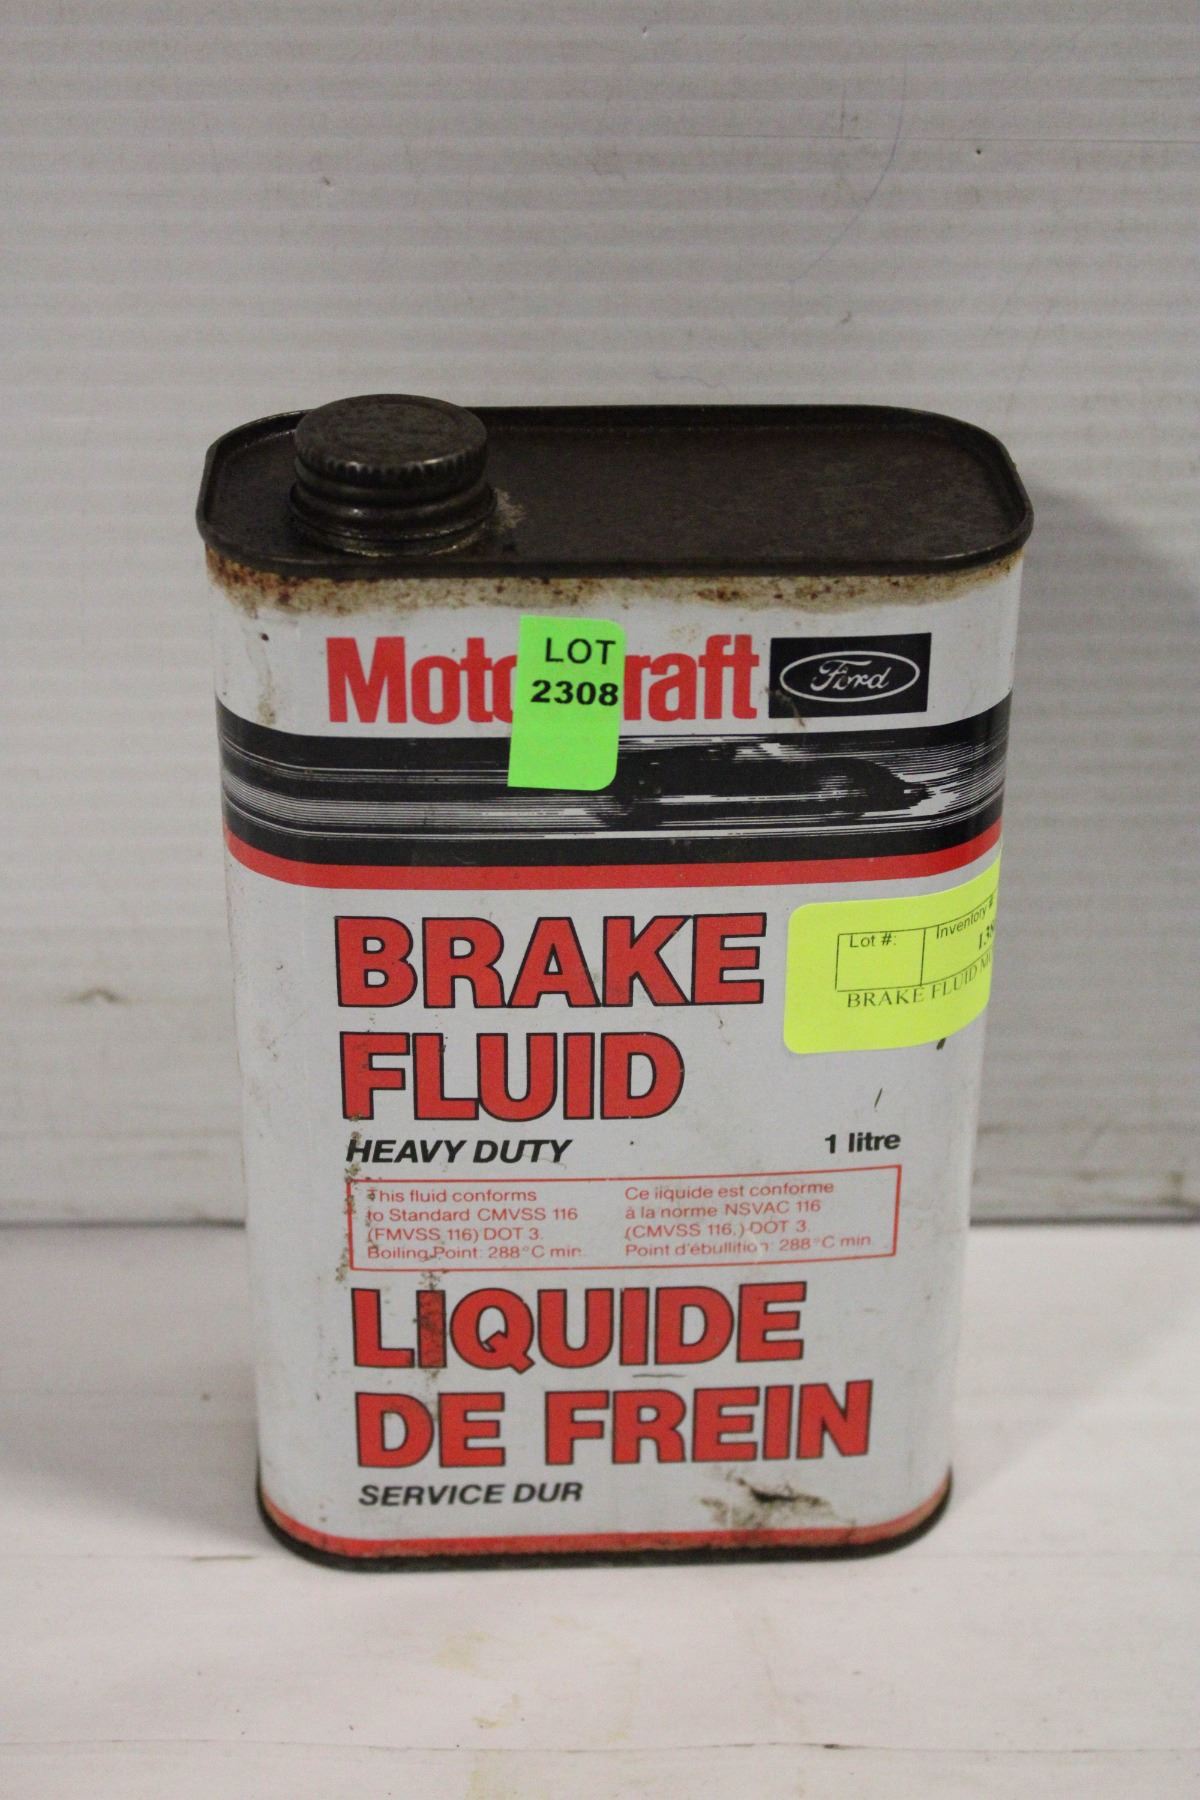 Moto raft Ford
LOT
2308
BRAKE
FLUID
Lot #: Inventory #
BRAKE FLUID
HEAVY DUTY 1 litre
This fluid conforms
to Standard CMVSS 116
(FMVSS 116) DOT 3.
Boiling Point: 288°C min.
Ce liquide est conforme
à la norme NSVAC 116
(CMVSS 116,) DOT 3.
Point d'ébullition: 288°C min.
LIQUIDE
DE FREIN
SERVICE DUR